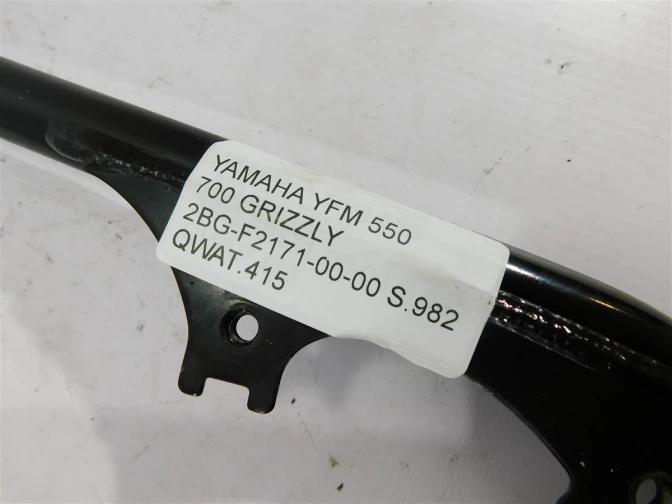 YAMAHA YFM 550
700 GRIZZLY
2BG-F2171-00-00 S.982
QWAT.415